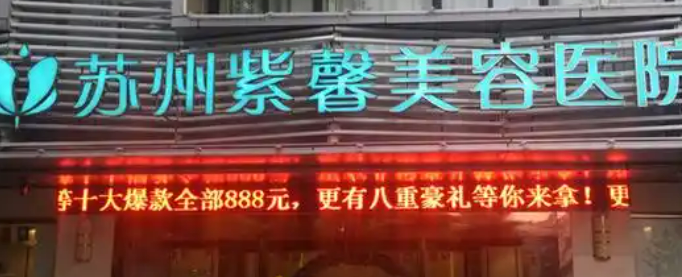 苏州紫馨美容医院
等十大爆款全部888元，更有八重豪礼等你来拿！更